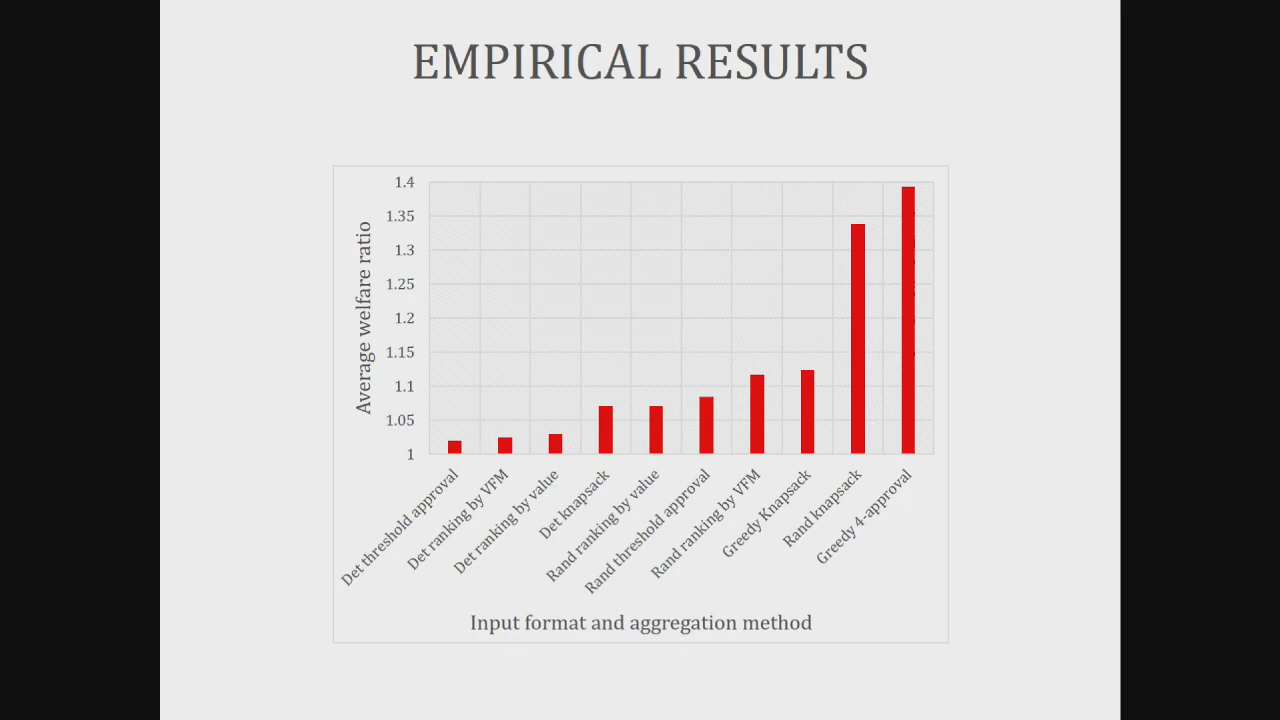 EMPIRICAL RESULTS
Average welfare ratio
1.4
1.35
1.3
1.25
1.2
1.15
1.1
1.05
1
Det threshold approval
Det ranking by VFM
Det ranking by value
Det knapsack
Rand ranking by value
Rand threshold approval
Rand ranking by VFM
Greedy Knapsack
Rand knapsack
Greedy 4-approval
Input format and aggregation method